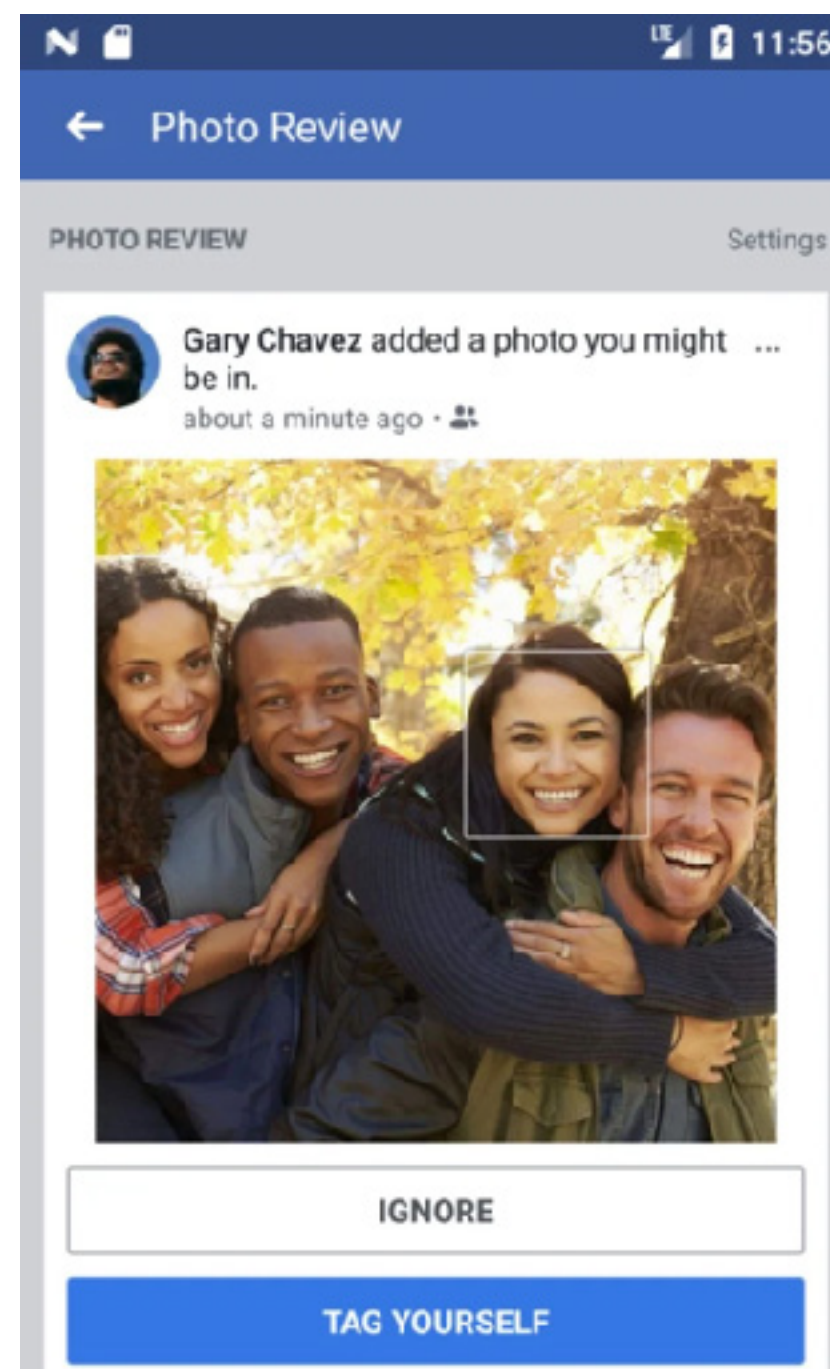 LTE 11:56
Photo Review
PHOTO REVIEW Settings
Gary Chavez added a photo you might ...
be in.
about a minute ago ·
IGNORE
TAG YOURSELF